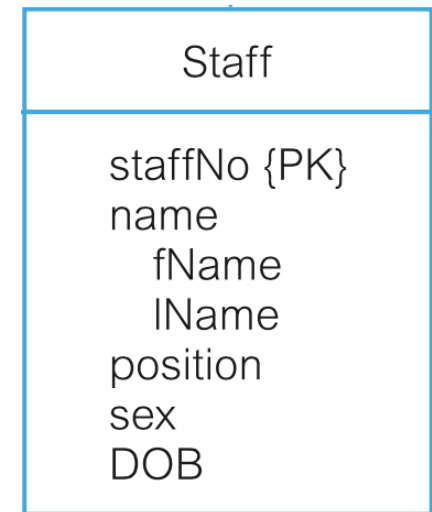 Staff
staffNo {PK}
name
fName
lName
position
sex
DOB